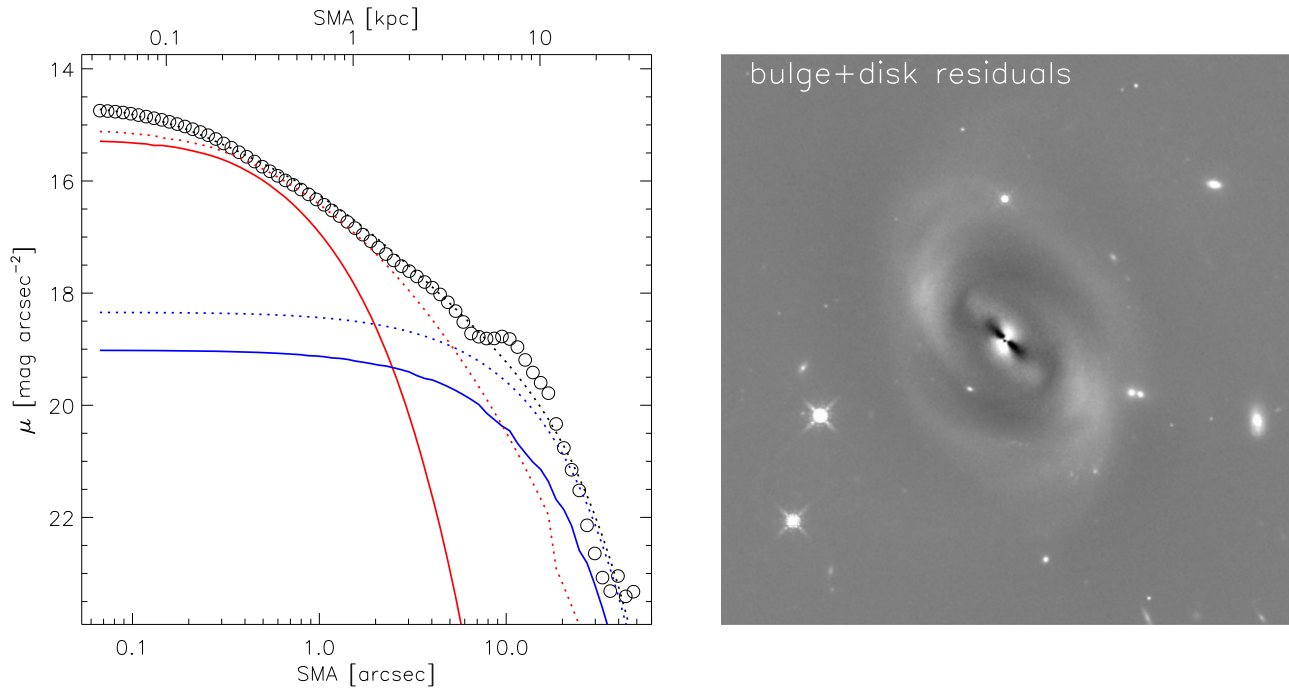 SMA [kpc]
0.1 1 10
14
16
18
20
22
μ [mag arcsec⁻²]
0.1 1.0 10.0
SMA [arcsec]
bulge+disk residuals